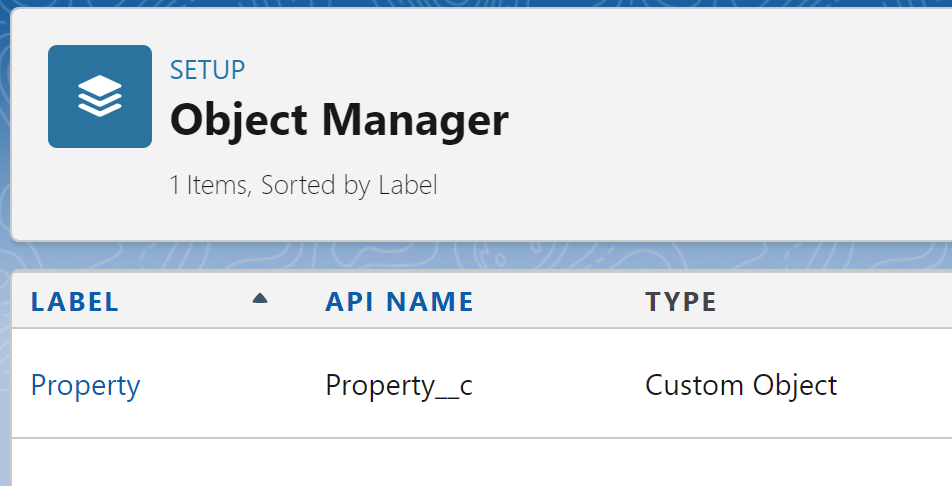 SETUP
Object Manager
1 Items, Sorted by Label
LABEL API NAME TYPE
Property Property__c Custom Object